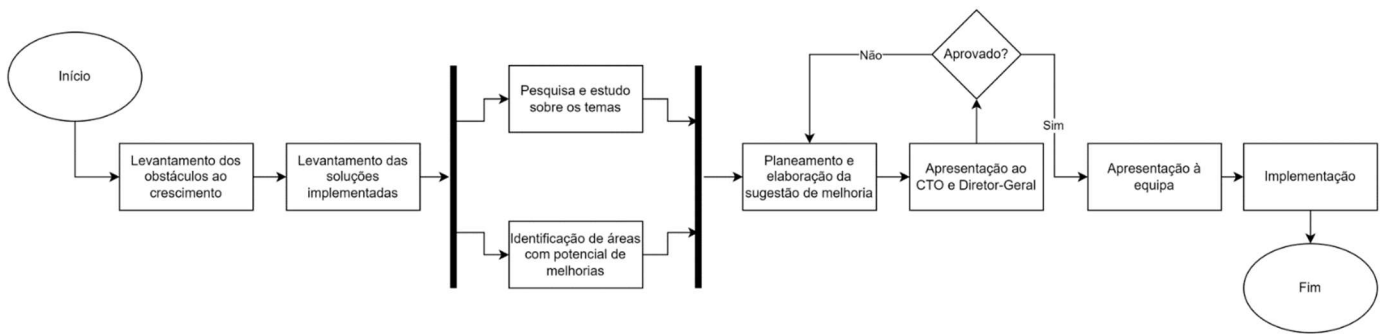 Início
Levantamento dos
obstáculos ao
crescimento
Levantamento das
soluções
implementadas
Pesquisa e estudo
sobre os temas
Identificação de áreas
com potencial de
melhorias
Planeamento e
elaboração da
sugestão de melhoria
Apresentação ao
CTO e Diretor-Geral
Aprovado?
Não
Sim
Apresentação à
equipa
Implementação
Fim